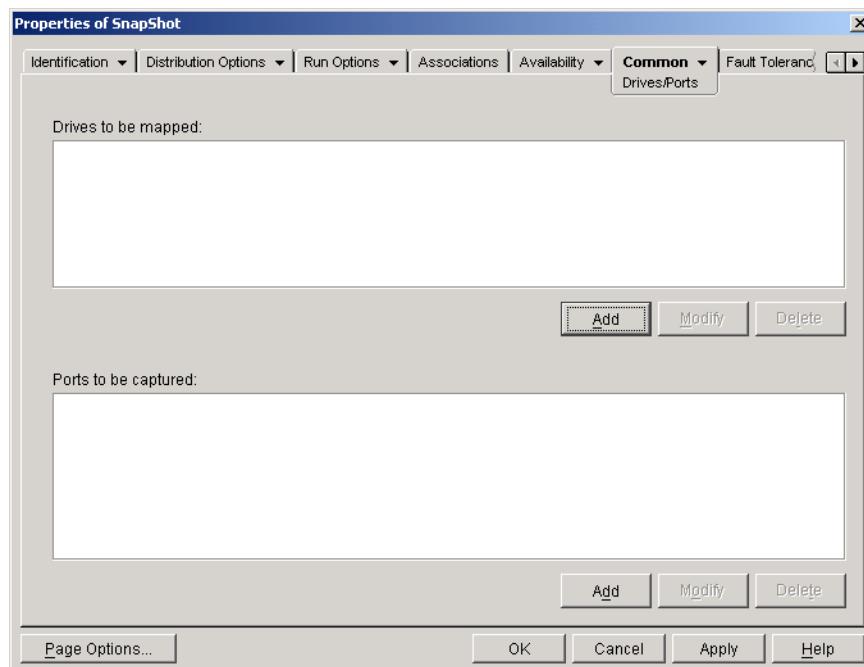 Properties of SnapShot
Identification Distribution Options Run Options Associations Availability Common Fault Toleranc
Drives/Ports
Drives to be mapped:
Add Modify Delete
Ports to be captured:
Add Modify Delete
Page Options... OK Cancel Apply Help